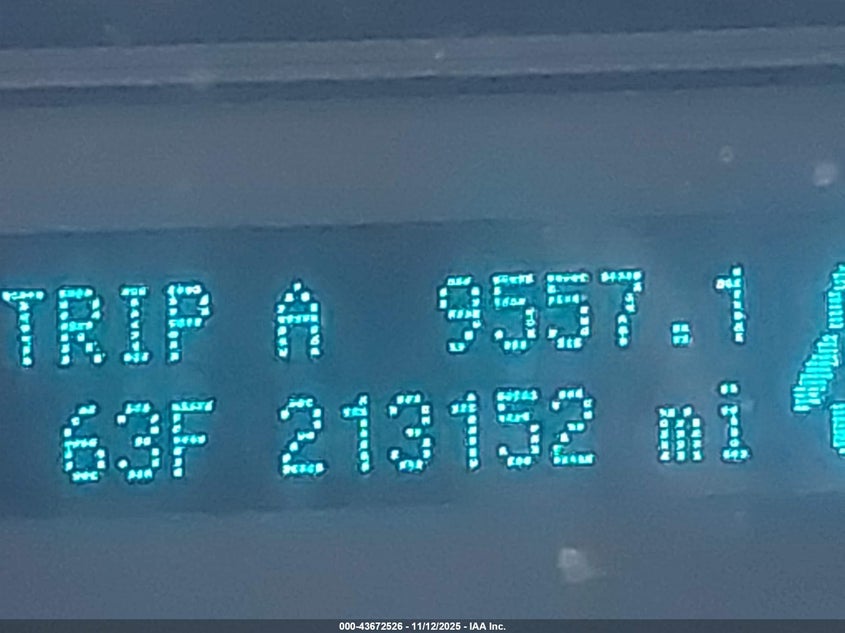 TRIP A 9557.1
63F 213152 mi
000-43672526 - 11/12/2025 - IAA Inc.